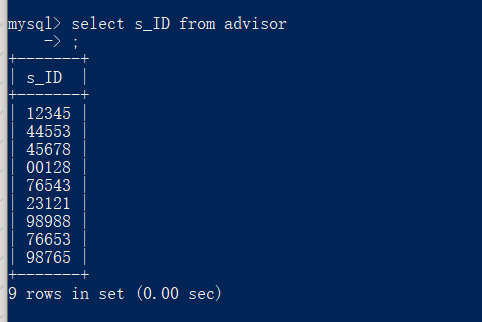 mysql> select s_ID from advisor
    -> ;
+-------+
| s_ID  |
+-------+
| 12345 |
| 44553 |
| 45678 |
| 00128 |
| 76543 |
| 23121 |
| 98988 |
| 76653 |
| 98765 |
+-------+
9 rows in set (0.00 sec)